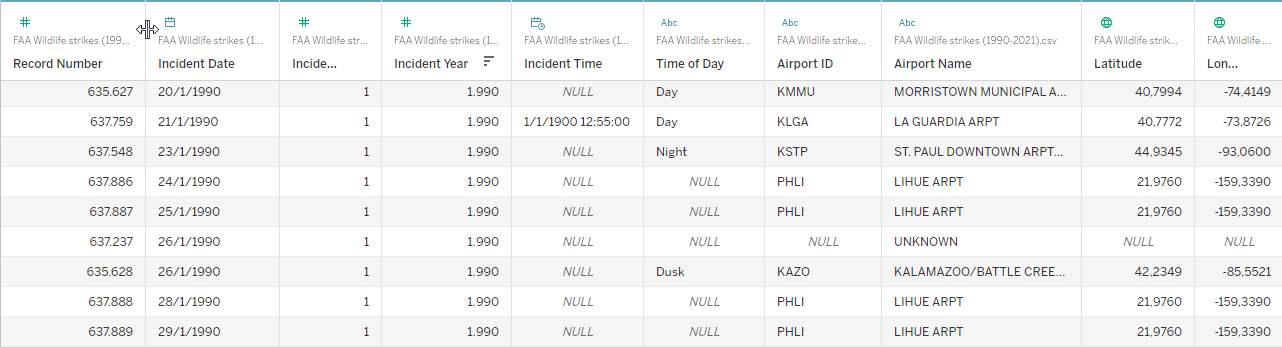 Abc Abc Abc
FAA Wildlife strikes (199... FAA Wildlife strikes (1... FAA Wildlife str... FAA Wildlife strikes (1... FAA Wildlife strikes (1... FAA Wildlife strikes... FAA Wildlife strike... FAA Wildlife strikes (1990-2021).csv FAA Wildlife strik... FAA Wildlife ...
Record Number Incident Date Incide... Incident Year Incident Time Time of Day Airport ID Airport Name Latitude Lon...
635.627 20/1/1990 1 1.990 NULL Day KMMU MORRISTOWN MUNICIPAL A... 40,7994 -74,4149
637.759 21/1/1990 1 1.990 1/1/1900 12:55:00 Day KLGA LA GUARDIA ARPT 40,7772 -73,8726
637.548 23/1/1990 1 1.990 NULL Night KSTP ST. PAUL DOWNTOWN ARPT... 44,9345 -93,0600
637.886 24/1/1990 1 1.990 NULL NULL PHLI LIHUE ARPT 21,9760 -159,3390
637.887 25/1/1990 1 1.990 NULL NULL PHLI LIHUE ARPT 21,9760 -159,3390
637.237 26/1/1990 1 1.990 NULL NULL NULL UNKNOWN NULL NULL
635.628 26/1/1990 1 1.990 NULL Dusk KAZO KALAMAZOO/BATTLE CREE... 42,2349 -85,5521
637.888 28/1/1990 1 1.990 NULL NULL PHLI LIHUE ARPT 21,9760 -159,3390
637.889 29/1/1990 1 1.990 NULL NULL PHLI LIHUE ARPT 21,9760 -159,3390